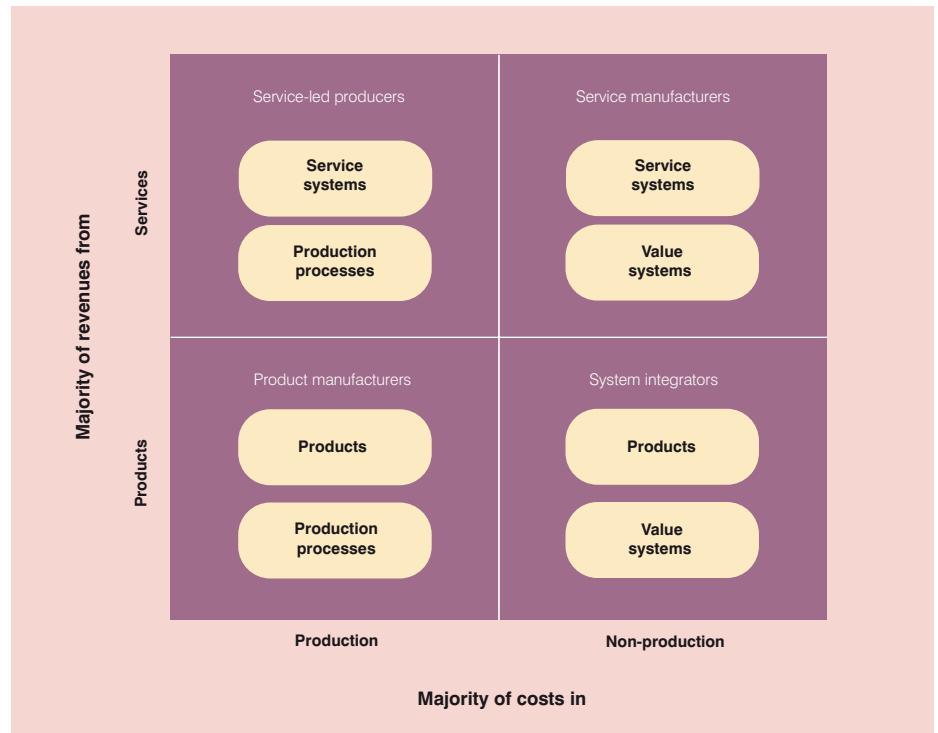 Service-led producers
Service
systems
Production
processes
Service manufacturers
Service
systems
Value
systems
Product manufacturers
Products
Production
processes
System integrators
Products
Value
systems
Majority of revenues from
Services
Products
Production
Non-production
Majority of costs in